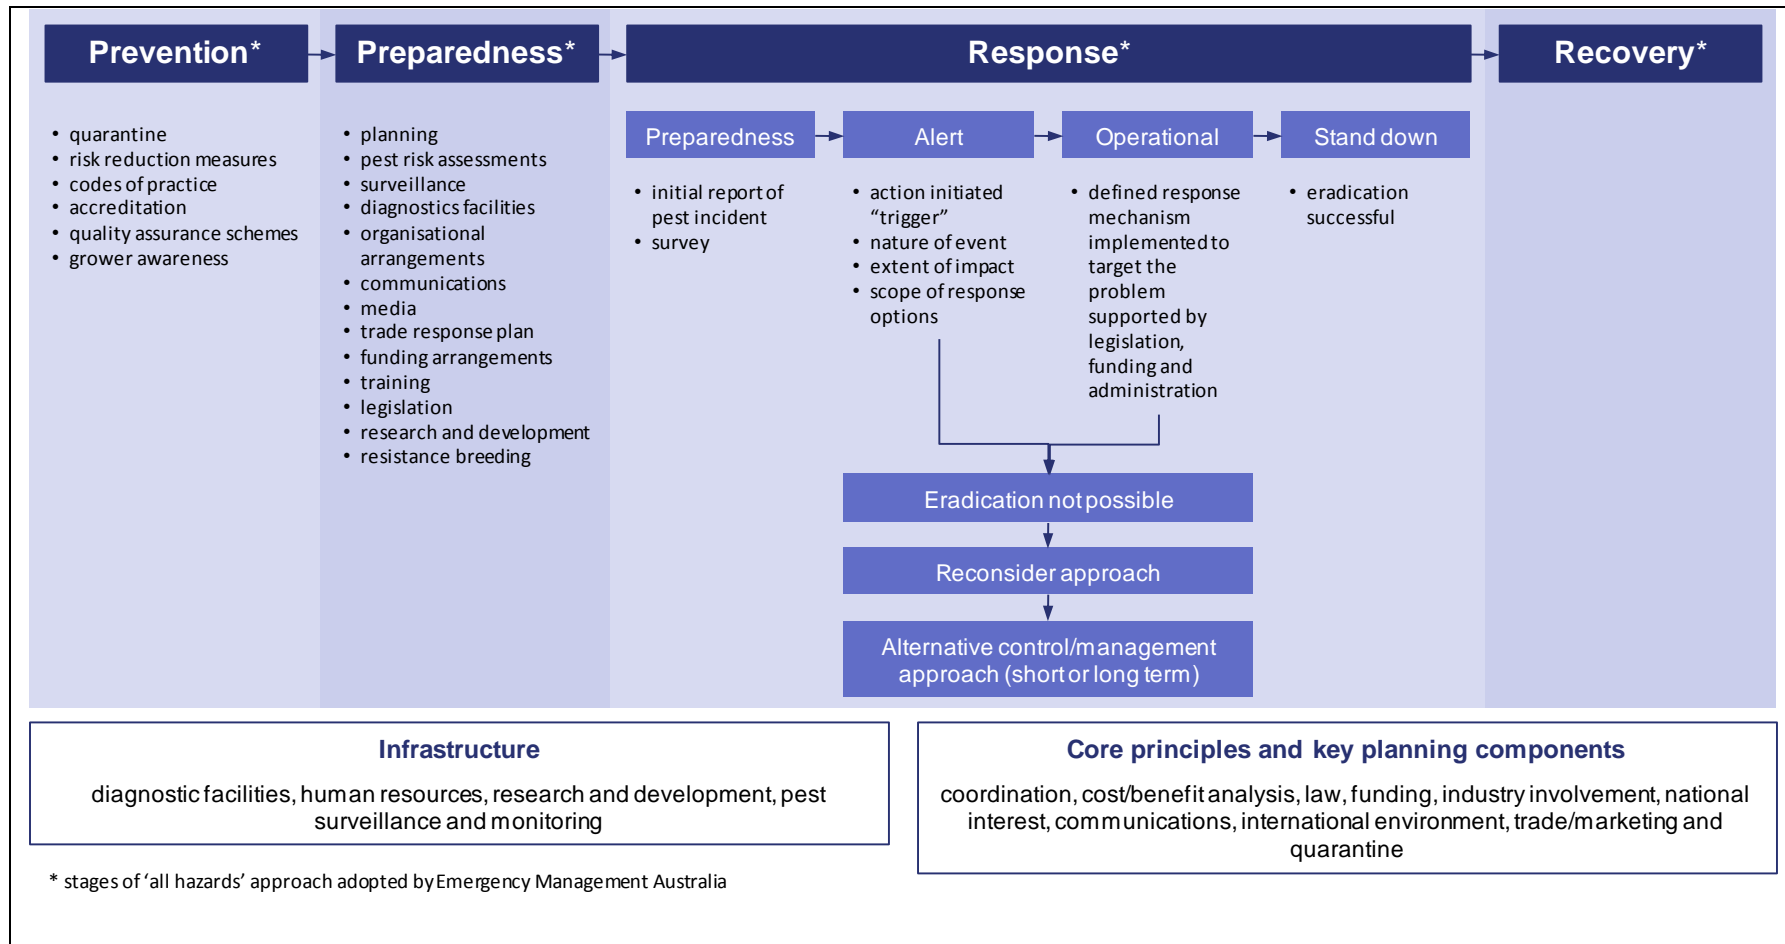 Prevention*
Preparedness*
Response*
Recovery*
• quarantine
• risk reduction measures
• codes of practice
• accreditation
• quality assurance schemes
• grower awareness
• planning
• pest risk assessments
• surveillance
• diagnostics facilities
• organisational
arrangements
• communications
• media
• trade response plan
• funding arrangements
• training
• legislation
• research and development
• resistance breeding
Preparedness
• initial report of
pest incident
• survey
Alert
• action initiated
“trigger”
• nature of event
• extent of impact
• scope of response
options
Operational
• defined response
mechanism
implemented to
target the
problem
supported by
legislation,
funding and
administration
Stand down
• eradication
successful
Eradication not possible
Reconsider approach
Alternative control/management
approach (short or long term)
Infrastructure
diagnostic facilities, human resources, research and development, pest
surveillance and monitoring
Core principles and key planning components
coordination, cost/benefit analysis, law, funding, industry involvement, national
interest, communications, international environment, trade/marketing and
quarantine
* stages of ‘all hazards’ approach adopted by Emergency Management Australia